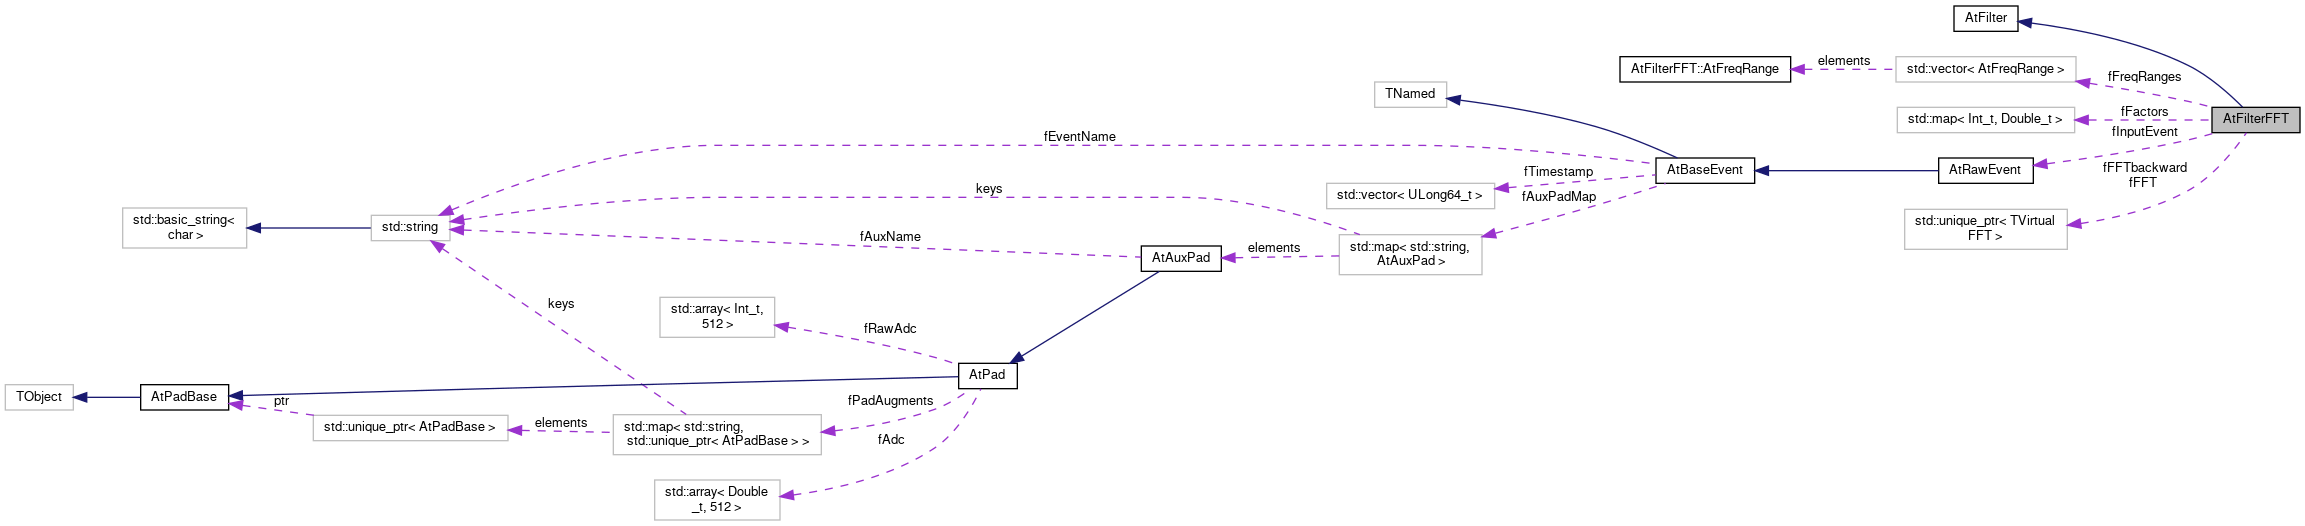 AtFilter
AtFilterFFT::AtFreqRange
elements
std::vector< AtFreqRange >
fFreqRanges
TNamed
std::map< Int_t, Double_t >
fFactors
AtFilterFFT
fInputEvent
fEventName
AtBaseEvent
AtRawEvent
fTimestamp
fFFTbackward
fFFT
std::vector< ULong64_t >
fAuxPadMap
keys
std::unique_ptr< TVirtual
FFT >
std::basic_string<
char >
std::string
fAuxName
AtAuxPad
elements
std::map< std::string,
AtAuxPad >
keys
std::array< Int_t,
512 >
fRawAdc
AtPad
TObject
AtPadBase
ptr
std::unique_ptr< AtPadBase >
elements
std::map< std::string,
std::unique_ptr< AtPadBase > >
fPadAugments
fAdc
std::array< Double
_t, 512 >